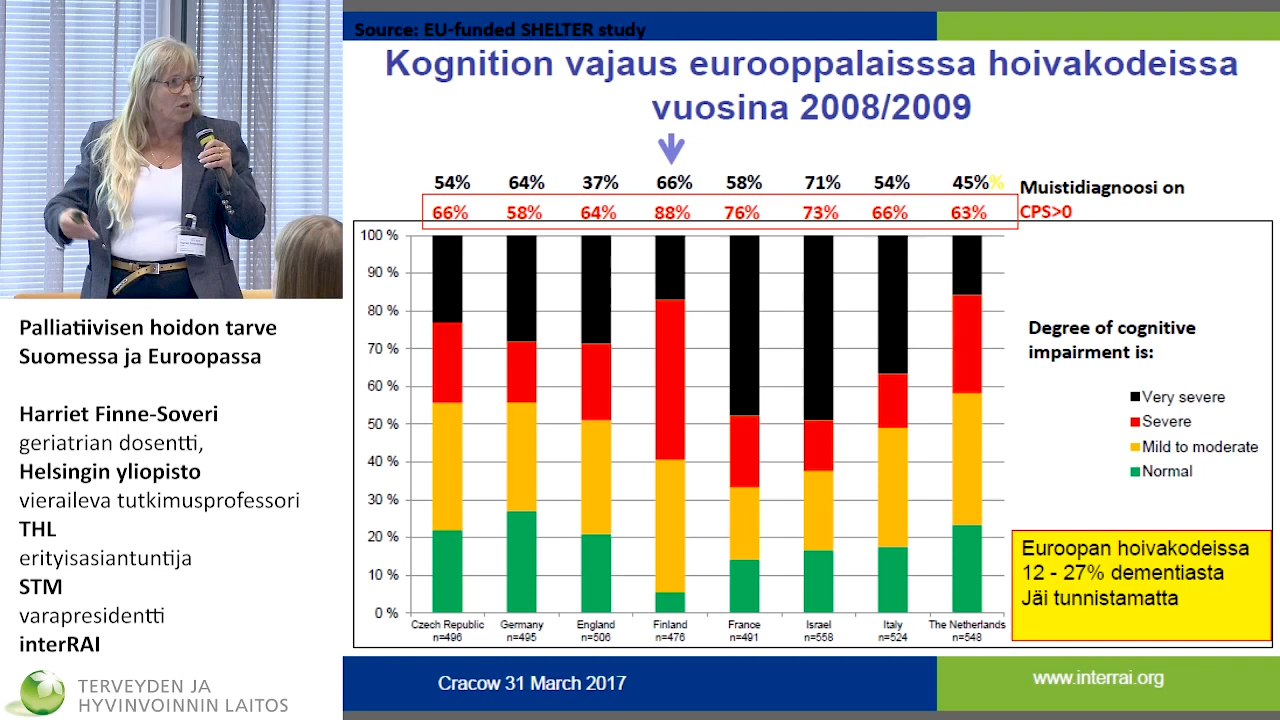 Source: EU-funded SHELTER study
Kognition vajaus eurooppalaisssa hoivakodeissa
vuosina 2008/2009
54% 64% 37% 66% 58% 71% 54% 45%%
Muistidiagnoosi on
66% 58% 64% 88% 76% 73% 66% 63%
CPS>0
100 %
90 %
80 %
70 %
60 %
50 %
40 %
30 %
20 %
10 %
0 %
Czech Republic Germany England Finland France Israel Italy The Netherlands
n=496 n=495 n=506 n=476 n=491 n=558 n=524 n=548
Degree of cognitive
impairment is:
Very severe
Severe
Mild to moderate
Normal
Euroopan hoivakodeissa
12 - 27% dementiasta
Jäi tunnistamatta
Cracow 31 March 2017
www.interrai.org
Palliatiivisen hoidon tarve
Suomessa ja Euroopassa
Harriet Finne-Soveri
geriatrian dosentti,
Helsingin yliopisto
vieraileva tutkimusprofessori
THL
erityisasiantuntija
STM
varapresidentti
interRAI
TERVEYDEN JA
HYVINVOINNIN LAITOS